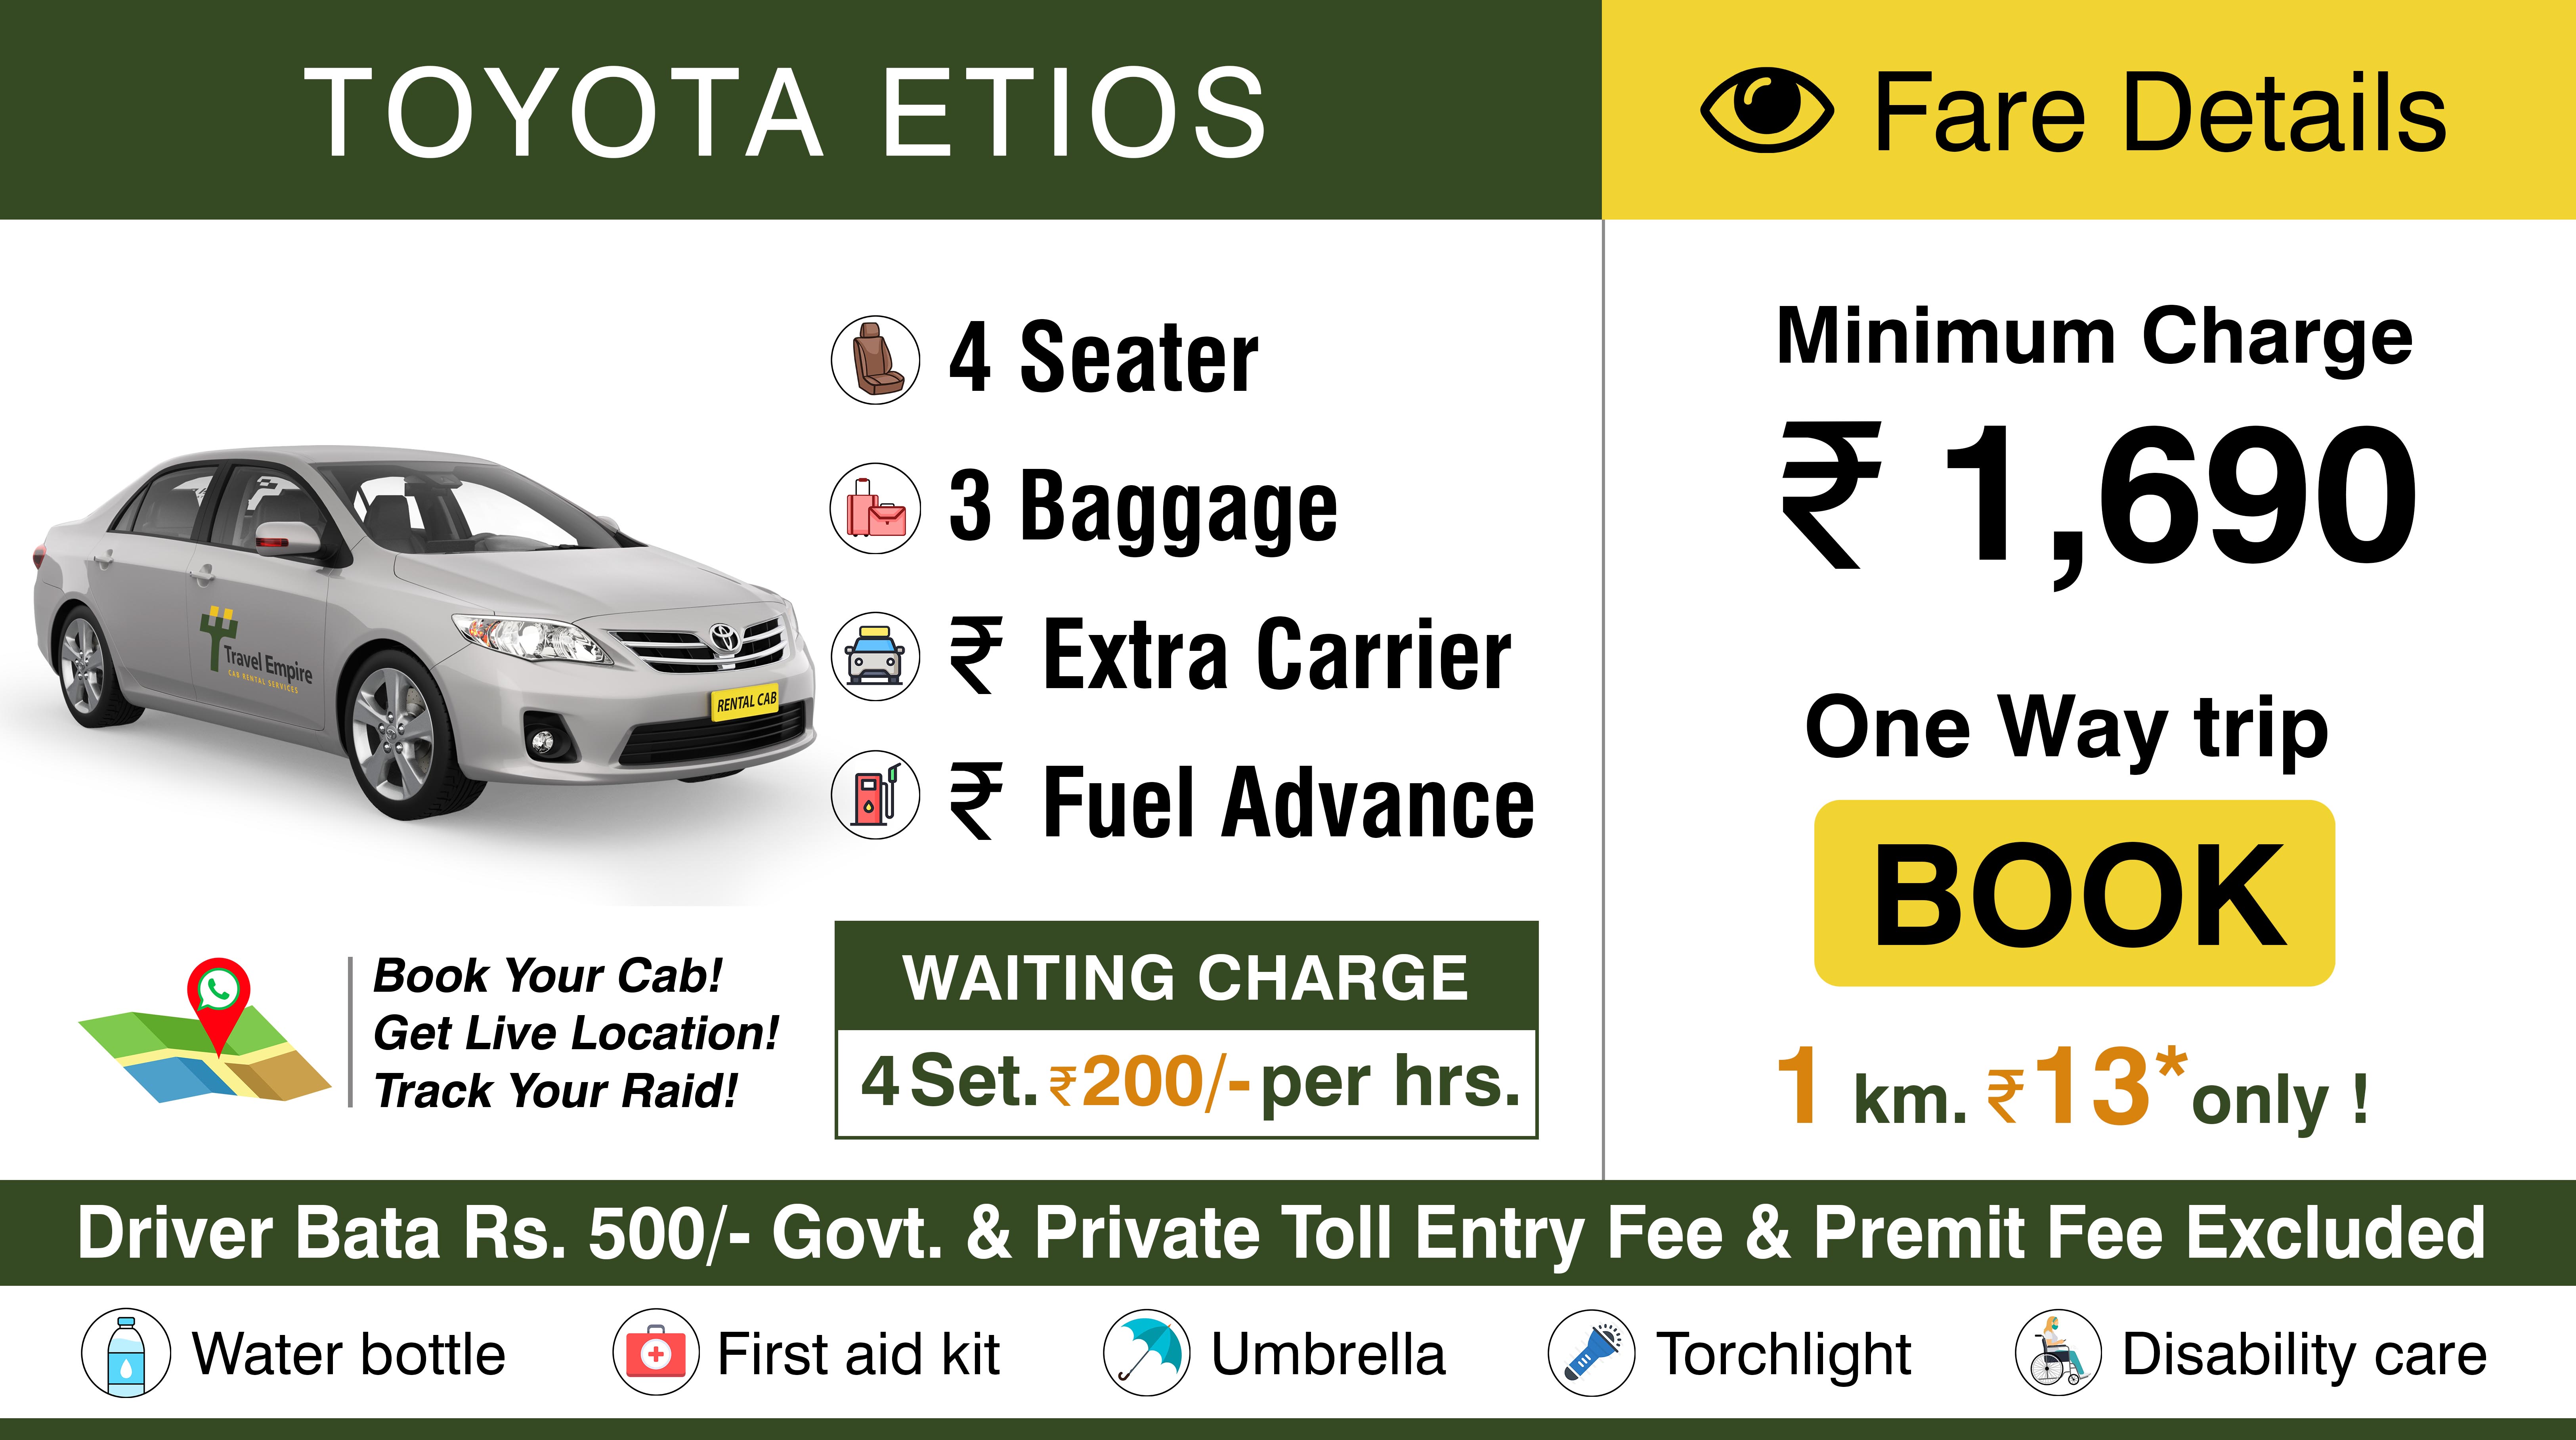 TOYOTA ETIOS
Fare Details
4 Seater
3 Baggage
₹ Extra Carrier
₹ Fuel Advance
Travel Empire
CAB RENTAL SERVICES
RENTAL CAB
Book Your Cab!
Get Live Location!
Track Your Raid!
WAITING CHARGE
4 Set. ₹200/- per hrs.
Minimum Charge
₹ 1,690
One Way trip
BOOK
1 km. ₹13* only !
Driver Bata Rs. 500/- Govt. & Private Toll Entry Fee & Premit Fee Excluded
Water bottle
First aid kit
Umbrella
Torchlight
Disability care